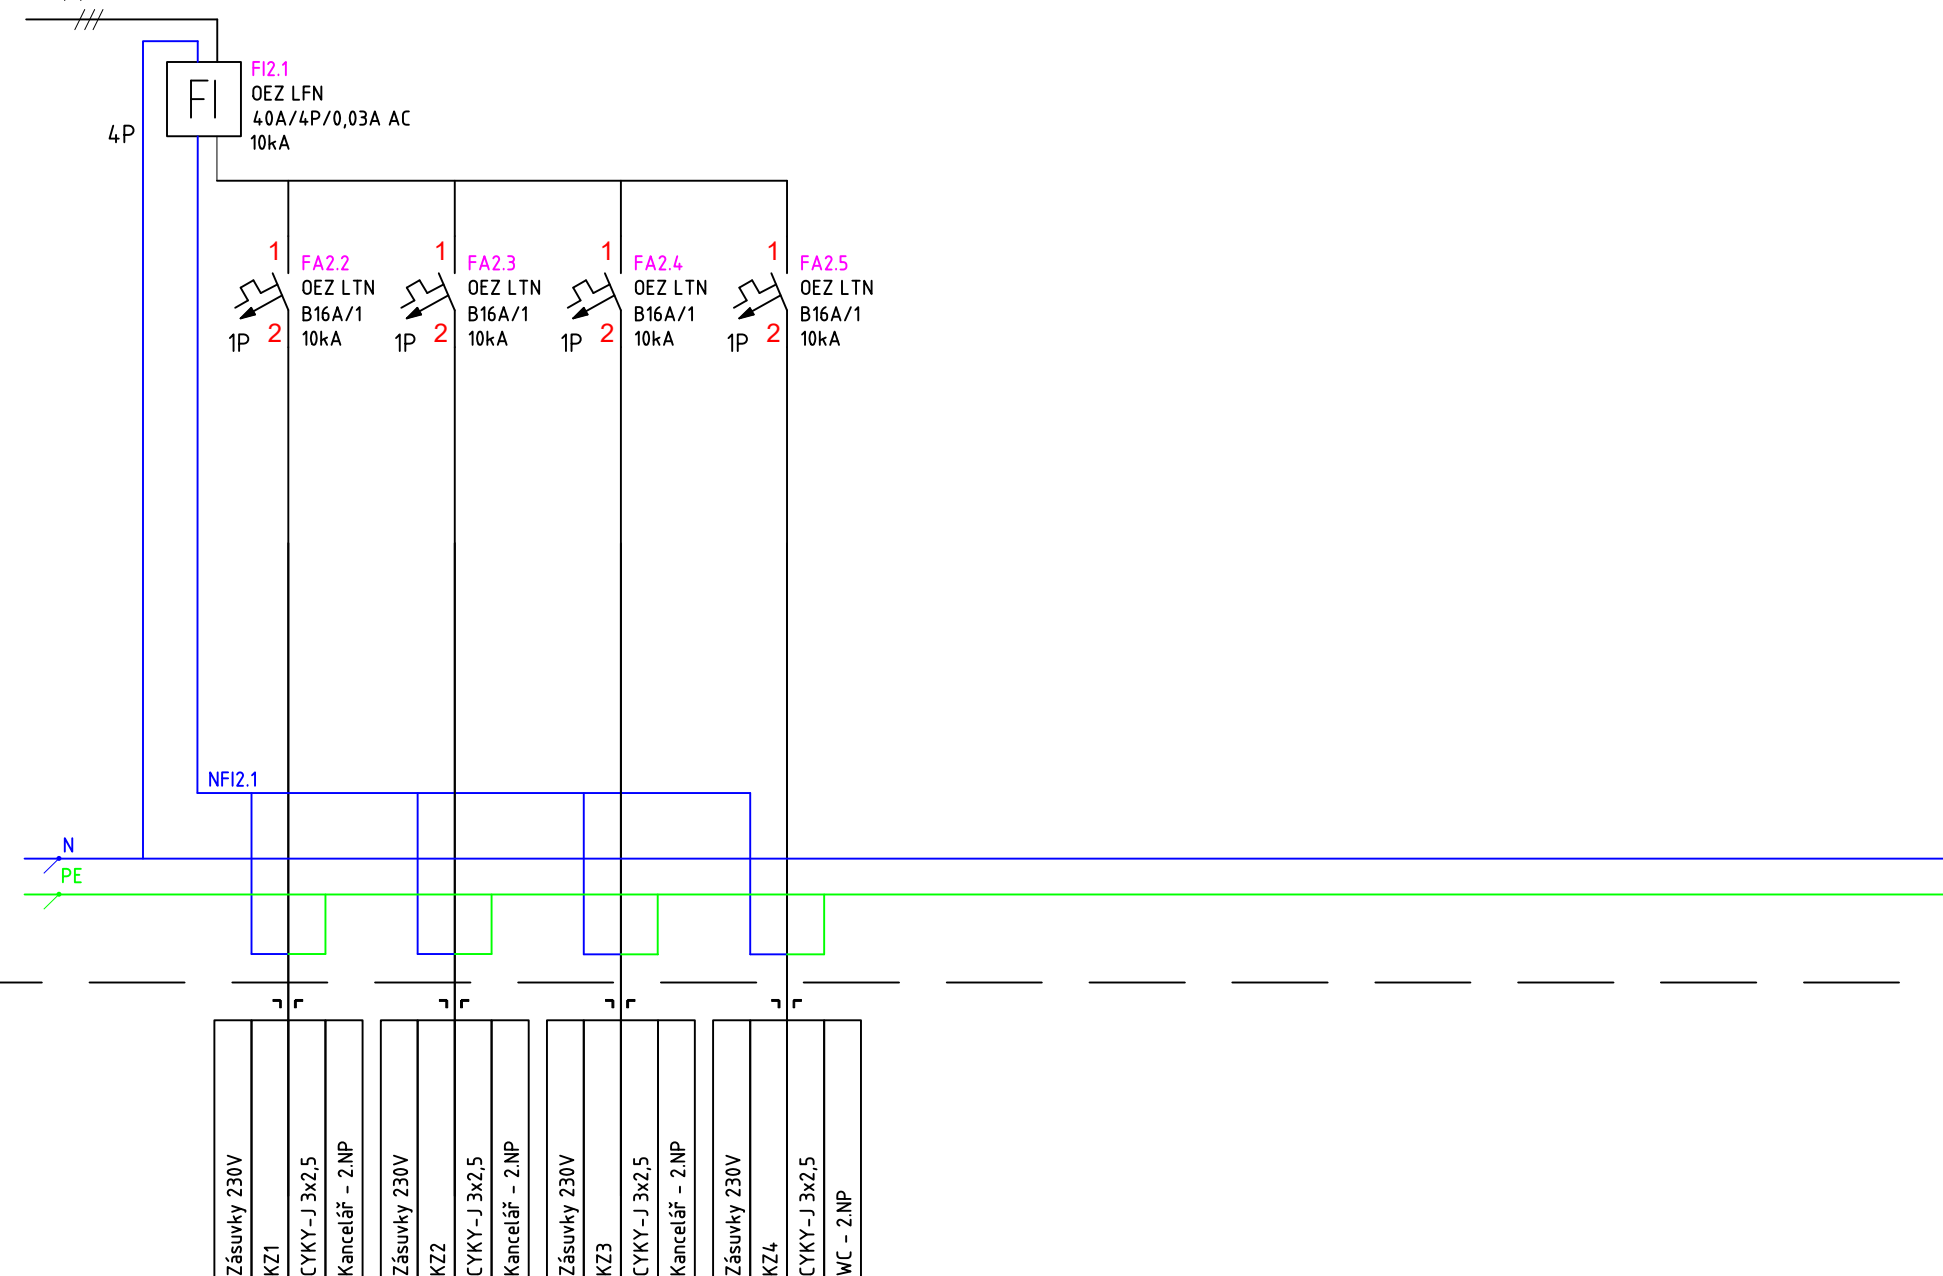 FI
FI2.1
OEZ LFN
40A/4P/0,03A AC
10kA
4P
1
FA2.2
OEZ LTN
B16A/1
10kA
1P
2
1
FA2.3
OEZ LTN
B16A/1
10kA
1P
2
1
FA2.4
OEZ LTN
B16A/1
10kA
1P
2
1
FA2.5
OEZ LTN
B16A/1
10kA
1P
2
NFI2.1
N
PE
Zásuvky 230V
KZ1
CYKY-J 3x2,5
Kancelář - 2.NP
Zásuvky 230V
KZ2
CYKY-J 3x2,5
Kancelář - 2.NP
Zásuvky 230V
KZ3
CYKY-J 3x2,5
Kancelář - 2.NP
Zásuvky 230V
KZ4
CYKY-J 3x2,5
WC - 2.NP